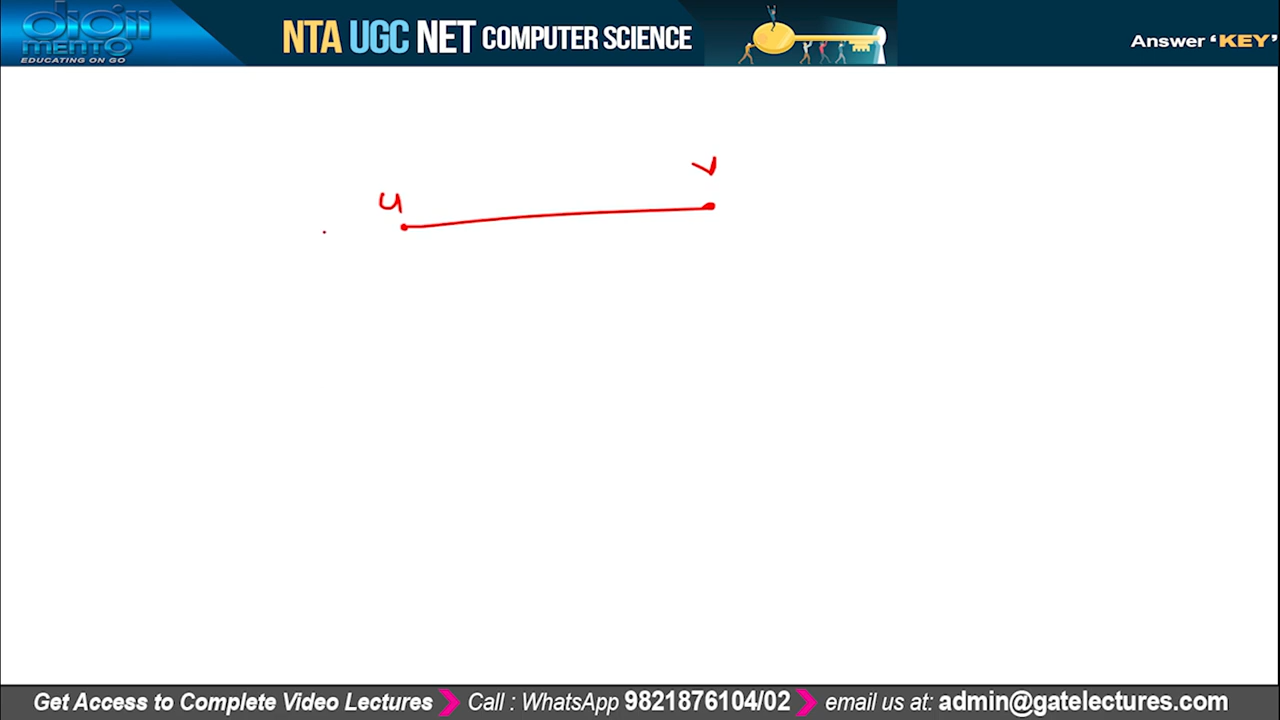 digii
MENTO
EDUCATING ON GO
NTA UGC NET COMPUTER SCIENCE
Answer ‘KEY’
v
u
Get Access to Complete Video Lectures Call : WhatsApp 9821876104/02 email us at: admin@gatelectures.com